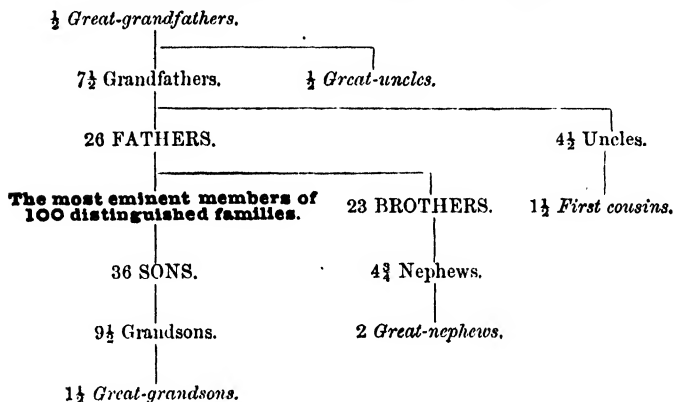 ½ Great-grandfathers.
7½ Grandfathers. ½ Great-uncles.
26 FATHERS. 4½ Uncles.
The most eminent members of
100 distinguished families. 23 BROTHERS. 1½ First cousins.
36 SONS. 4¾ Nephews.
9½ Grandsons. 2 Great-nephews.
1½ Great-grandsons.